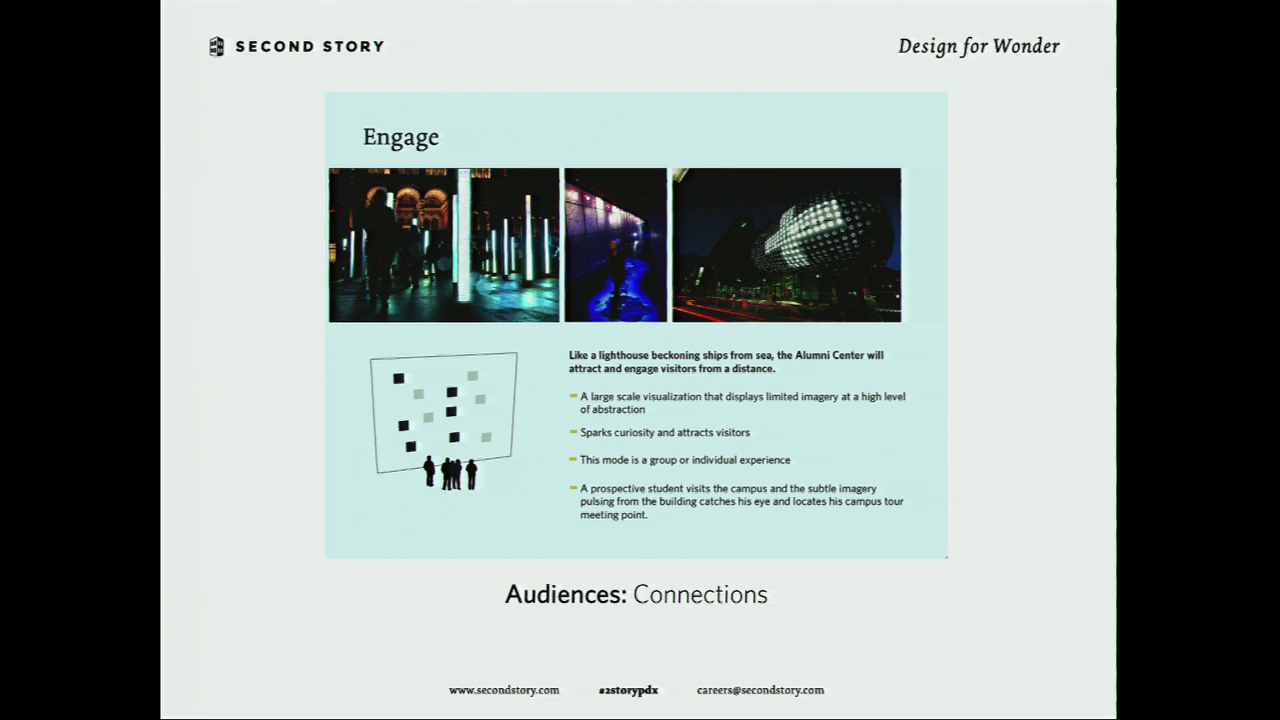 SECOND STORY
Design for Wonder
Engage
Like a lighthouse beckoning ships from sea, the Alumni Center will
attract and engage visitors from a distance.
A large scale visualization that displays limited imagery at a high level
of abstraction
Sparks curiosity and attracts visitors
This mode is a group or individual experience
A prospective student visits the campus and the subtle imagery
pulsing from the building catches his eye and locates his campus tour
meeting point.
Audiences: Connections
www.secondstory.com #2storypdx careers@secondstory.com